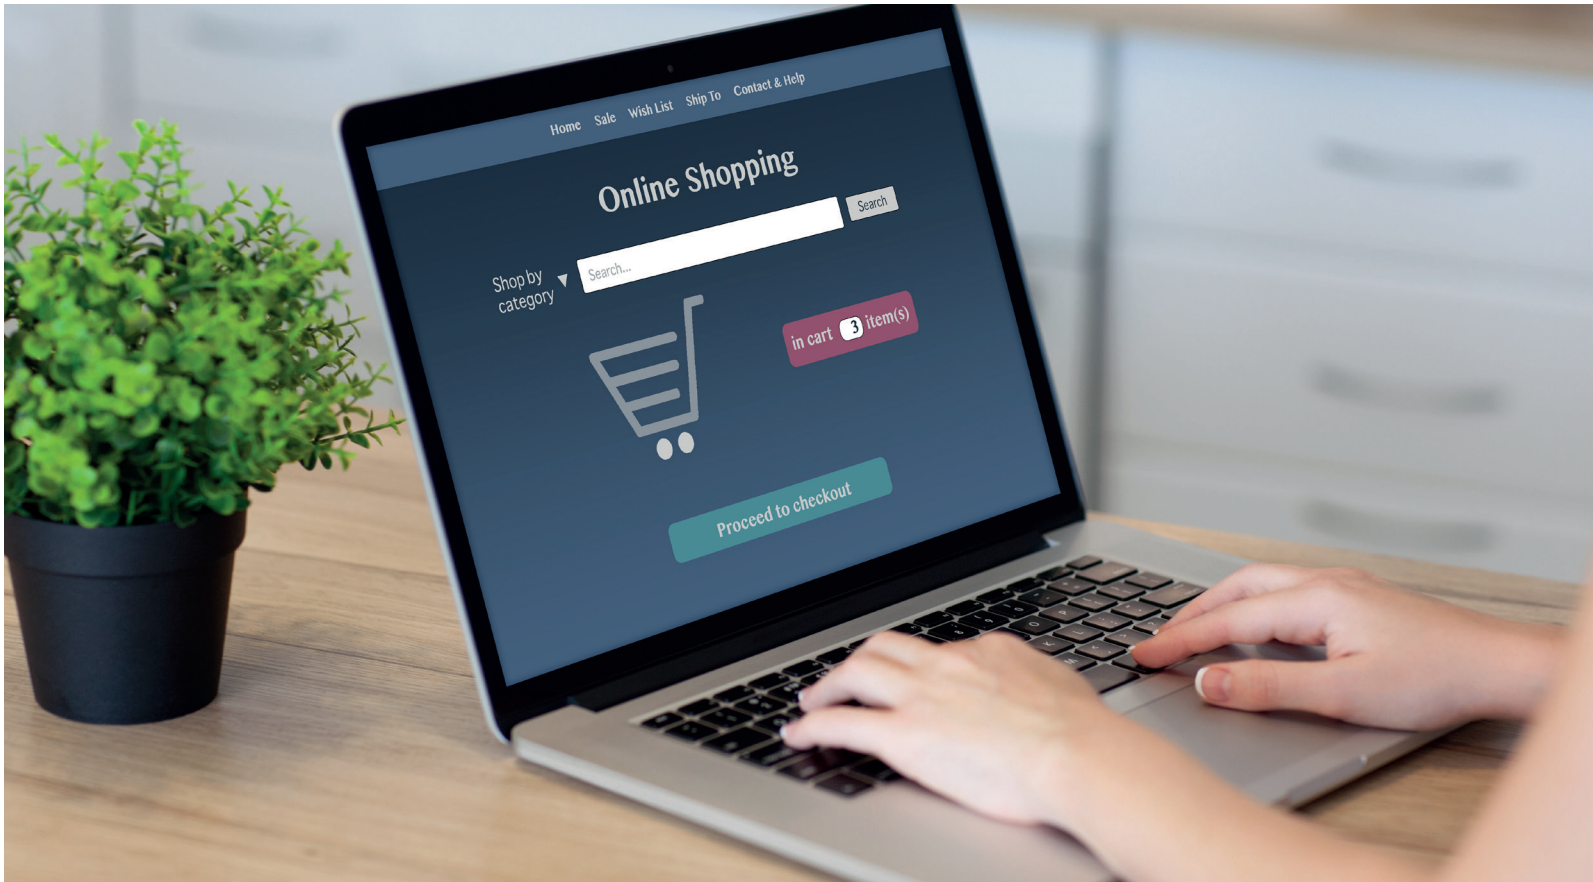 Home Sale Wish List Ship To Contact & Help
Online Shopping
Search... Search
Shop by
category
in cart 3 item(s)
Proceed to checkout